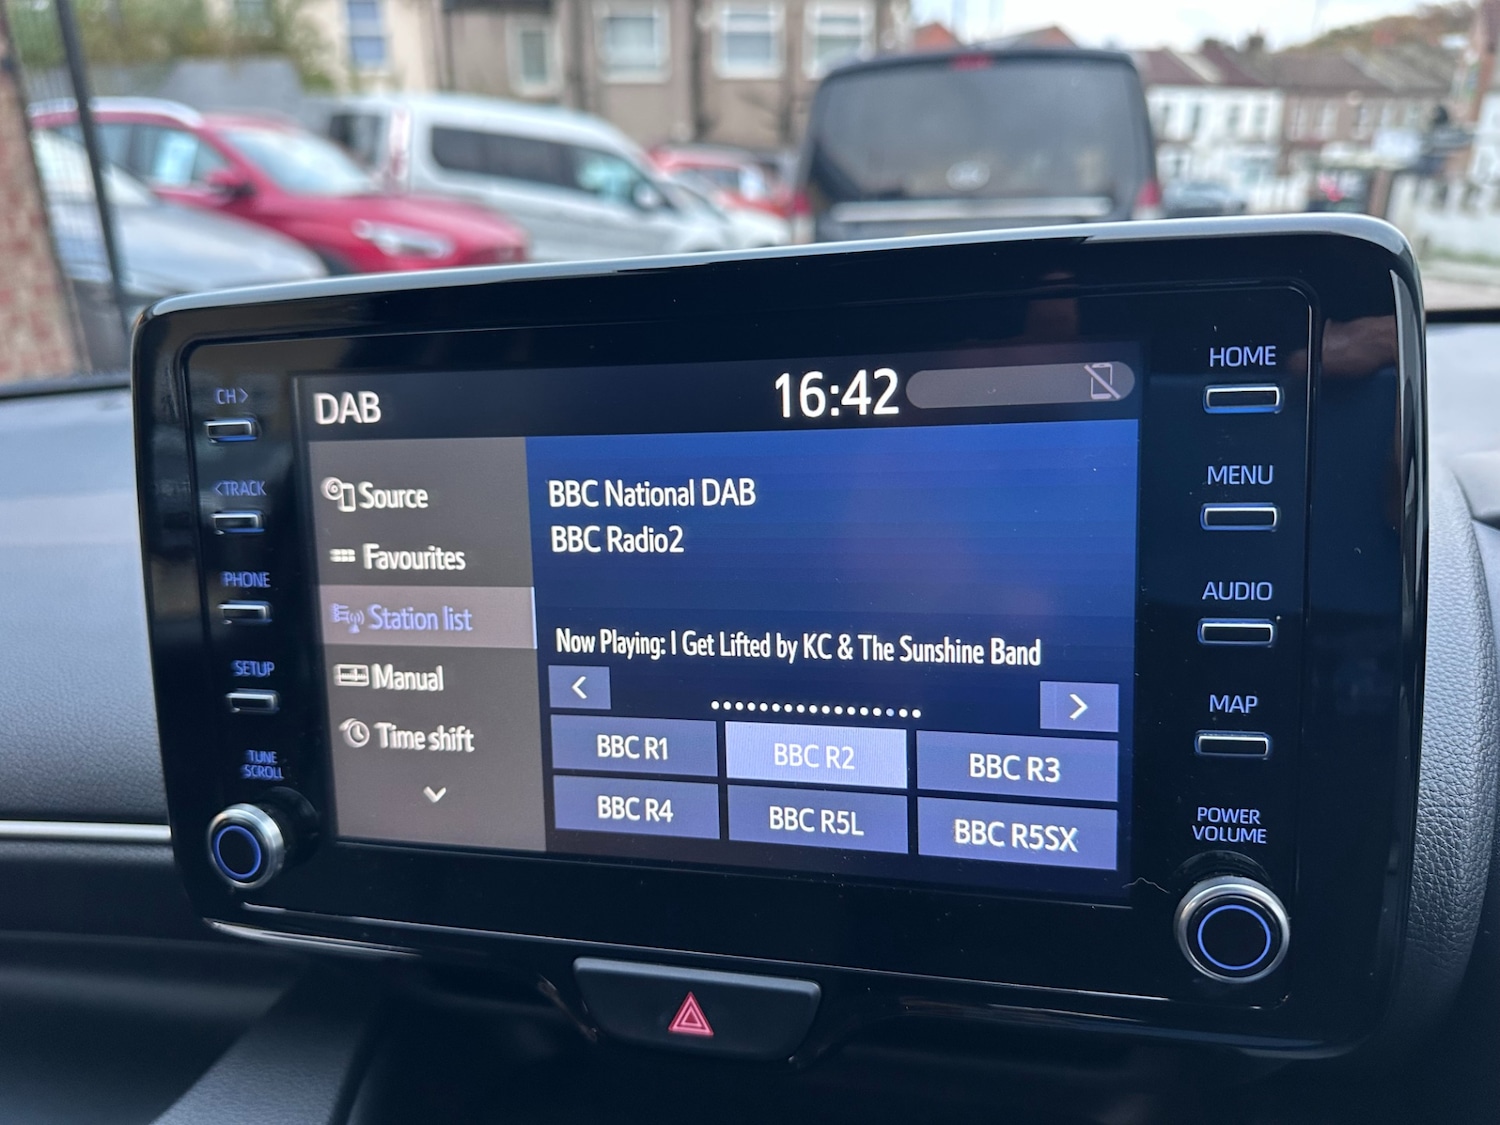 DAB
16:42
CH>
<TRACK
PHONE
SETUP
TUNE
SCROLL
Source
Favourites
Station list
Manual
Time shift
BBC National DAB
BBC Radio2
Now Playing: I Get Lifted by KC & The Sunshine Band
<
>
BBC R1
BBC R2
BBC R3
BBC R4
BBC R5L
BBC R5SX
HOME
MENU
AUDIO
MAP
POWER
VOLUME